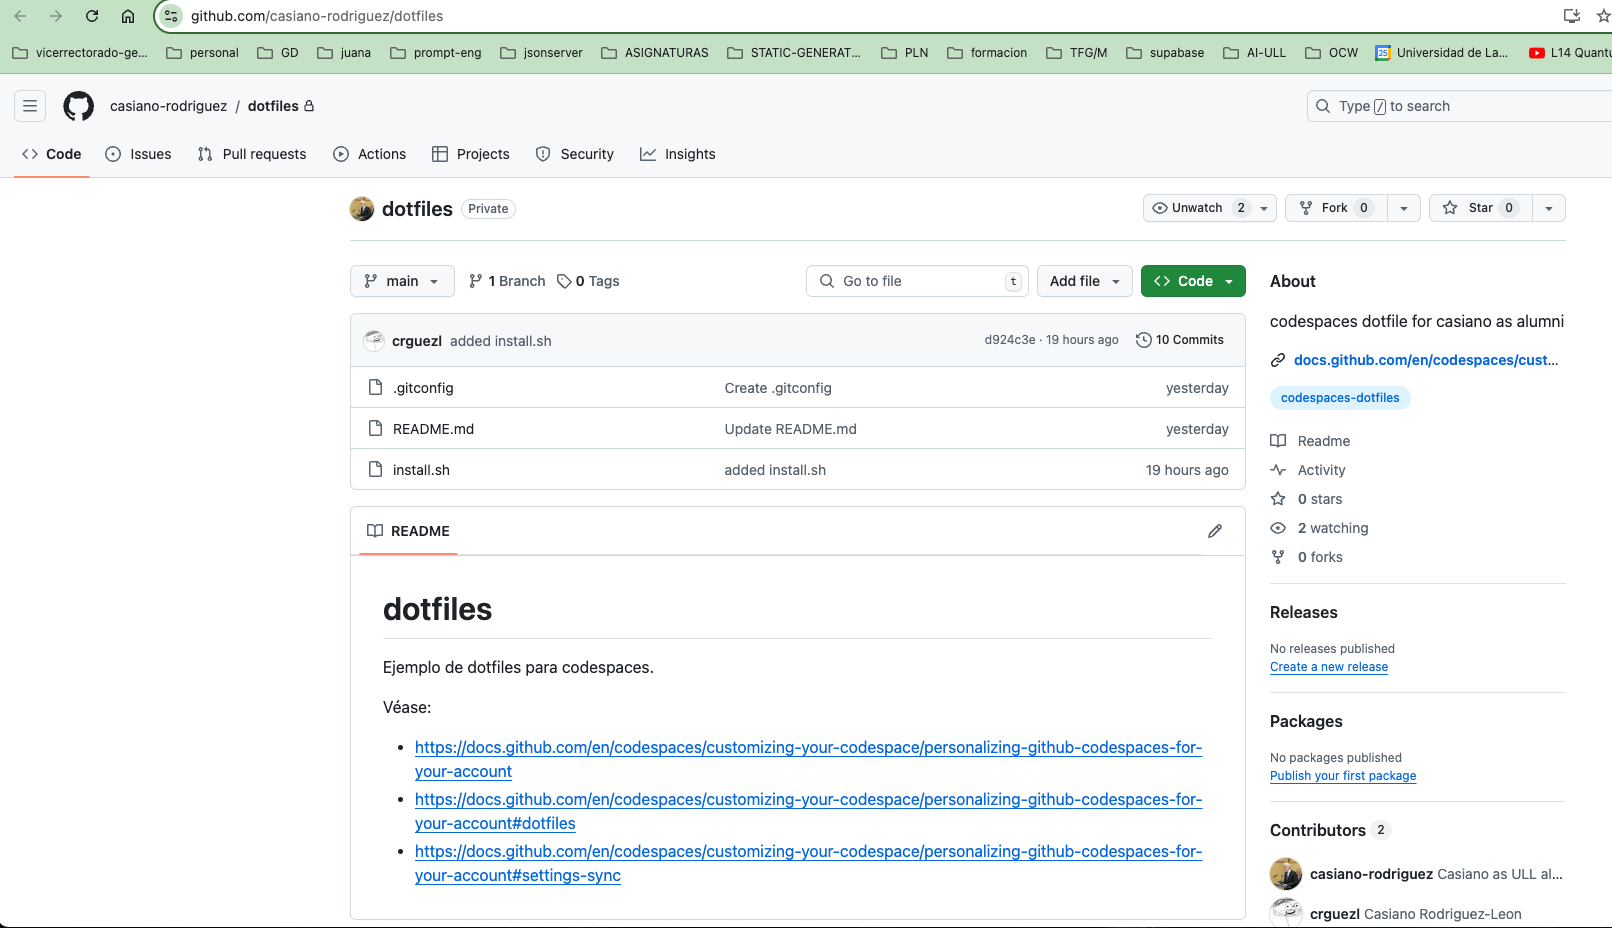 github.com/casiano-rodriguez/dotfiles
vicerrectorado-ge...
personal
GD
juana
prompt-eng
jsonserver
ASIGNATURAS
STATIC-GENERAT...
PLN
formacion
TFG/M
supabase
AI-ULL
OCW
25
Universidad de La...
L14 Quantu
casiano-rodriguez / dotfiles
Type / to search
Code
Issues
Pull requests
Actions
Projects
Security
Insights
dotfiles
Private
Unwatch 2
Fork 0
Star 0
main
1 Branch
0 Tags
Go to file
t
Add file
Code
crguezl added install.sh
d924c3e · 19 hours ago
10 Commits
.gitconfig
Create .gitconfig
yesterday
README.md
Update README.md
yesterday
install.sh
added install.sh
19 hours ago
README
dotfiles
Ejemplo de dotfiles para codespaces.
Véase:
• https://docs.github.com/en/codespaces/customizing-your-codespace/personalizing-github-codespaces-for-
your-account
• https://docs.github.com/en/codespaces/customizing-your-codespace/personalizing-github-codespaces-for-
your-account#dotfiles
• https://docs.github.com/en/codespaces/customizing-your-codespace/personalizing-github-codespaces-for-
your-account#settings-sync
About
codespaces dotfile for casiano as alumni
docs.github.com/en/codespaces/cust...
codespaces-dotfiles
Readme
Activity
0 stars
2 watching
0 forks
Releases
No releases published
Create a new release
Packages
No packages published
Publish your first package
Contributors 2
casiano-rodriguez Casiano as ULL al...
crguezl Casiano Rodriguez-Leon